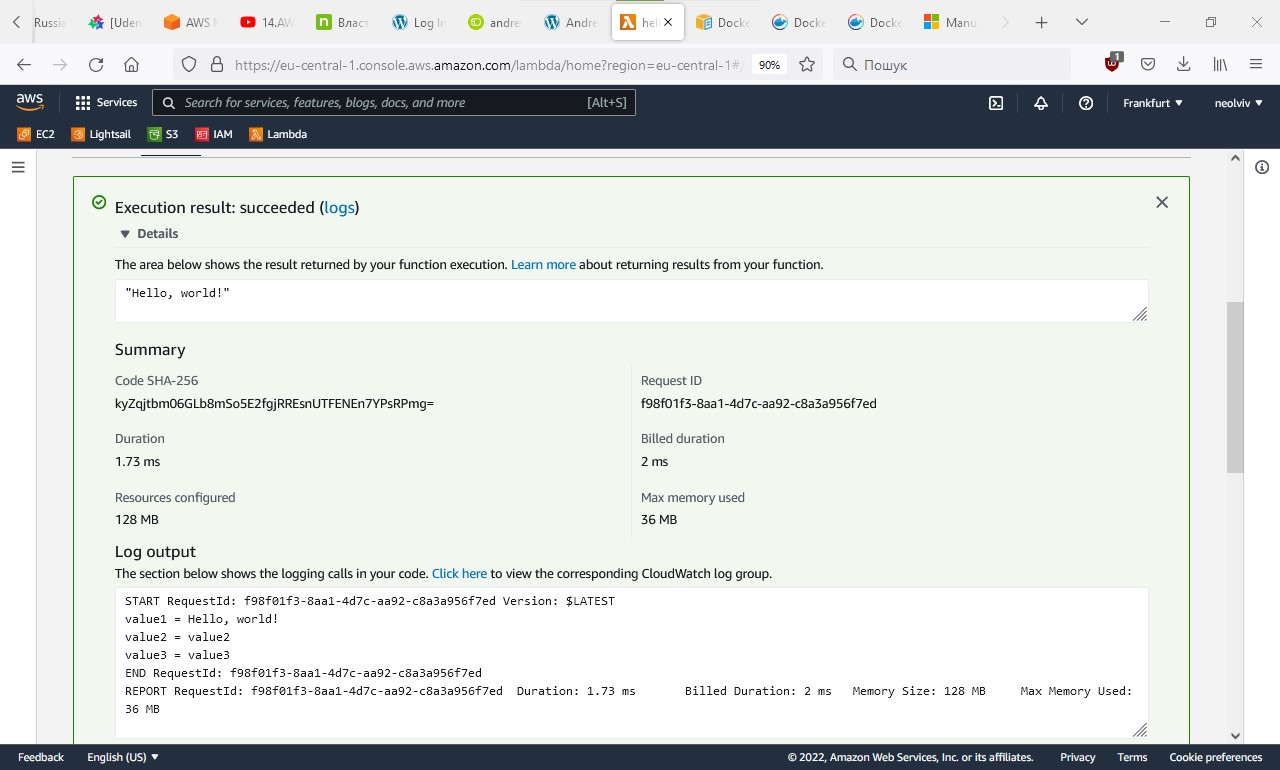 Russia [Udem AWS 14.AV Власт Log In andre Andre hel Docke Docke Docke Manu
https://eu-central-1.console.aws.amazon.com/lambda/home?region=eu-central-1#/ 90% Пошук 1
aws Services Search for services, features, blogs, docs, and more [Alt+S] Frankfurt neolviv
EC2 Lightsail S3 IAM Lambda
Execution result: succeeded (logs)
Details
The area below shows the result returned by your function execution. Learn more about returning results from your function.
"Hello, world!"
Summary
Code SHA-256 Request ID
kyZqjtbm06GLb8mSo5E2fgjRREsnUTFENEn7YPsRPmg= f98f01f3-8aa1-4d7c-aa92-c8a3a956f7ed
Duration Billed duration
1.73 ms 2 ms
Resources configured Max memory used
128 MB 36 MB
Log output
The section below shows the logging calls in your code. Click here to view the corresponding CloudWatch log group.
START RequestId: f98f01f3-8aa1-4d7c-aa92-c8a3a956f7ed Version: $LATEST
value1 = Hello, world!
value2 = value2
value3 = value3
END RequestId: f98f01f3-8aa1-4d7c-aa92-c8a3a956f7ed
REPORT RequestId: f98f01f3-8aa1-4d7c-aa92-c8a3a956f7ed Duration: 1.73 ms Billed Duration: 2 ms Memory Size: 128 MB Max Memory Used:
36 MB
Feedback English (US) © 2022, Amazon Web Services, Inc. or its affiliates. Privacy Terms Cookie preferences